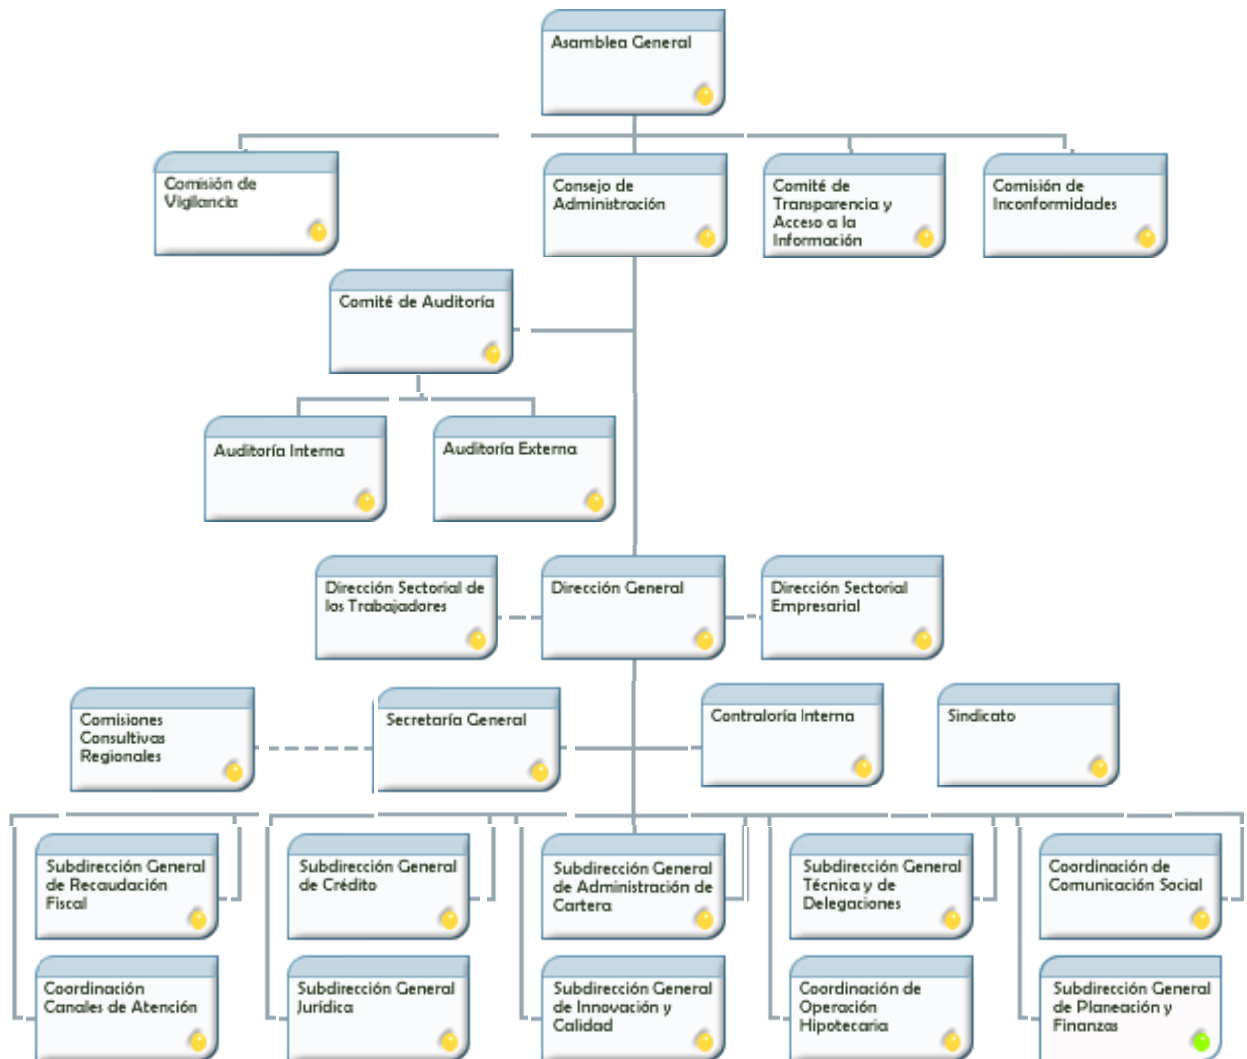 Asamblea General
Comisión de
Vigilancia
Consejo de
Administración
Comité de
Transparencia y
Acceso a la
Información
Comisión de
Inconformidades
Comité de Auditoría
Auditoría Interna
Auditoría Externa
Dirección Sectorial de
los Trabajadores
Dirección General
Dirección Sectorial
Empresarial
Comisiones
Consultivas
Regionales
Secretaría General
Contraloría Interna
Sindicato
Subdirección General
de Recaudación
Fiscal
Subdirección General
de Crédito
Subdirección General
de Administración de
Cartera
Subdirección General
Técnica y de
Delegaciones
Coordinación de
Comunicación Social
Coordinación
Canales de Atención
Subdirección General
Jurídica
Subdirección General
de Innovación y
Calidad
Coordinación de
Operación
Hipotecaria
Subdirección General
de Planeación y
Finanzas